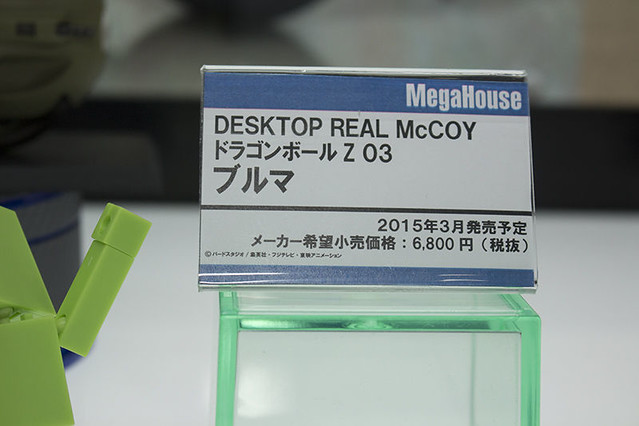 MegaHouse
DESKTOP REAL McCOY
ドラゴンボール Z 03
ブルマ
2015年3月発売予定
メーカー希望小売価格：6,800円（税抜）
©バードスタジオ / 集英社・フジテレビ・東映アニメーション